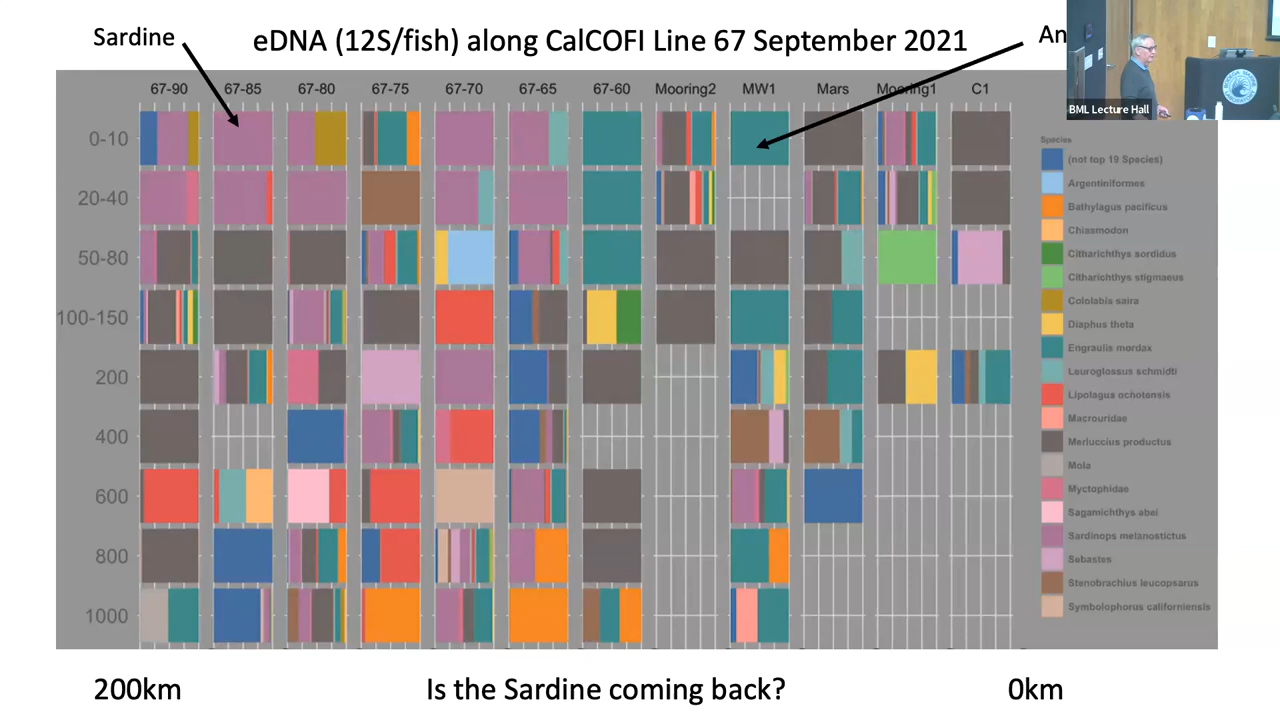 Sardine
eDNA (12S/fish) along CalCOFI Line 67 September 2021
An
BML Lecture Hall
67-90 67-85 67-80 67-75 67-70 67-65 67-60 Mooring2 MW1 Mars Mooring1 C1
0-10
20-40
50-80
100-150
200
400
600
800
1000
Species
(not top 19 Species)
Argentiniformes
Bathylagus pacificus
Chiasmodon
Citharichthys sordidus
Citharichthys stigmaeus
Cololabis saira
Diaphus theta
Engraulis mordax
Leuroglossus schmidti
Lipolagus ochotensis
Macrouridae
Merluccius productus
Mola
Myctophidae
Sagamichthys abei
Sardinops melanostictus
Sebastes
Stenobrachius leucopsarus
Symbolophorus californiensis
200km
Is the Sardine coming back?
0km